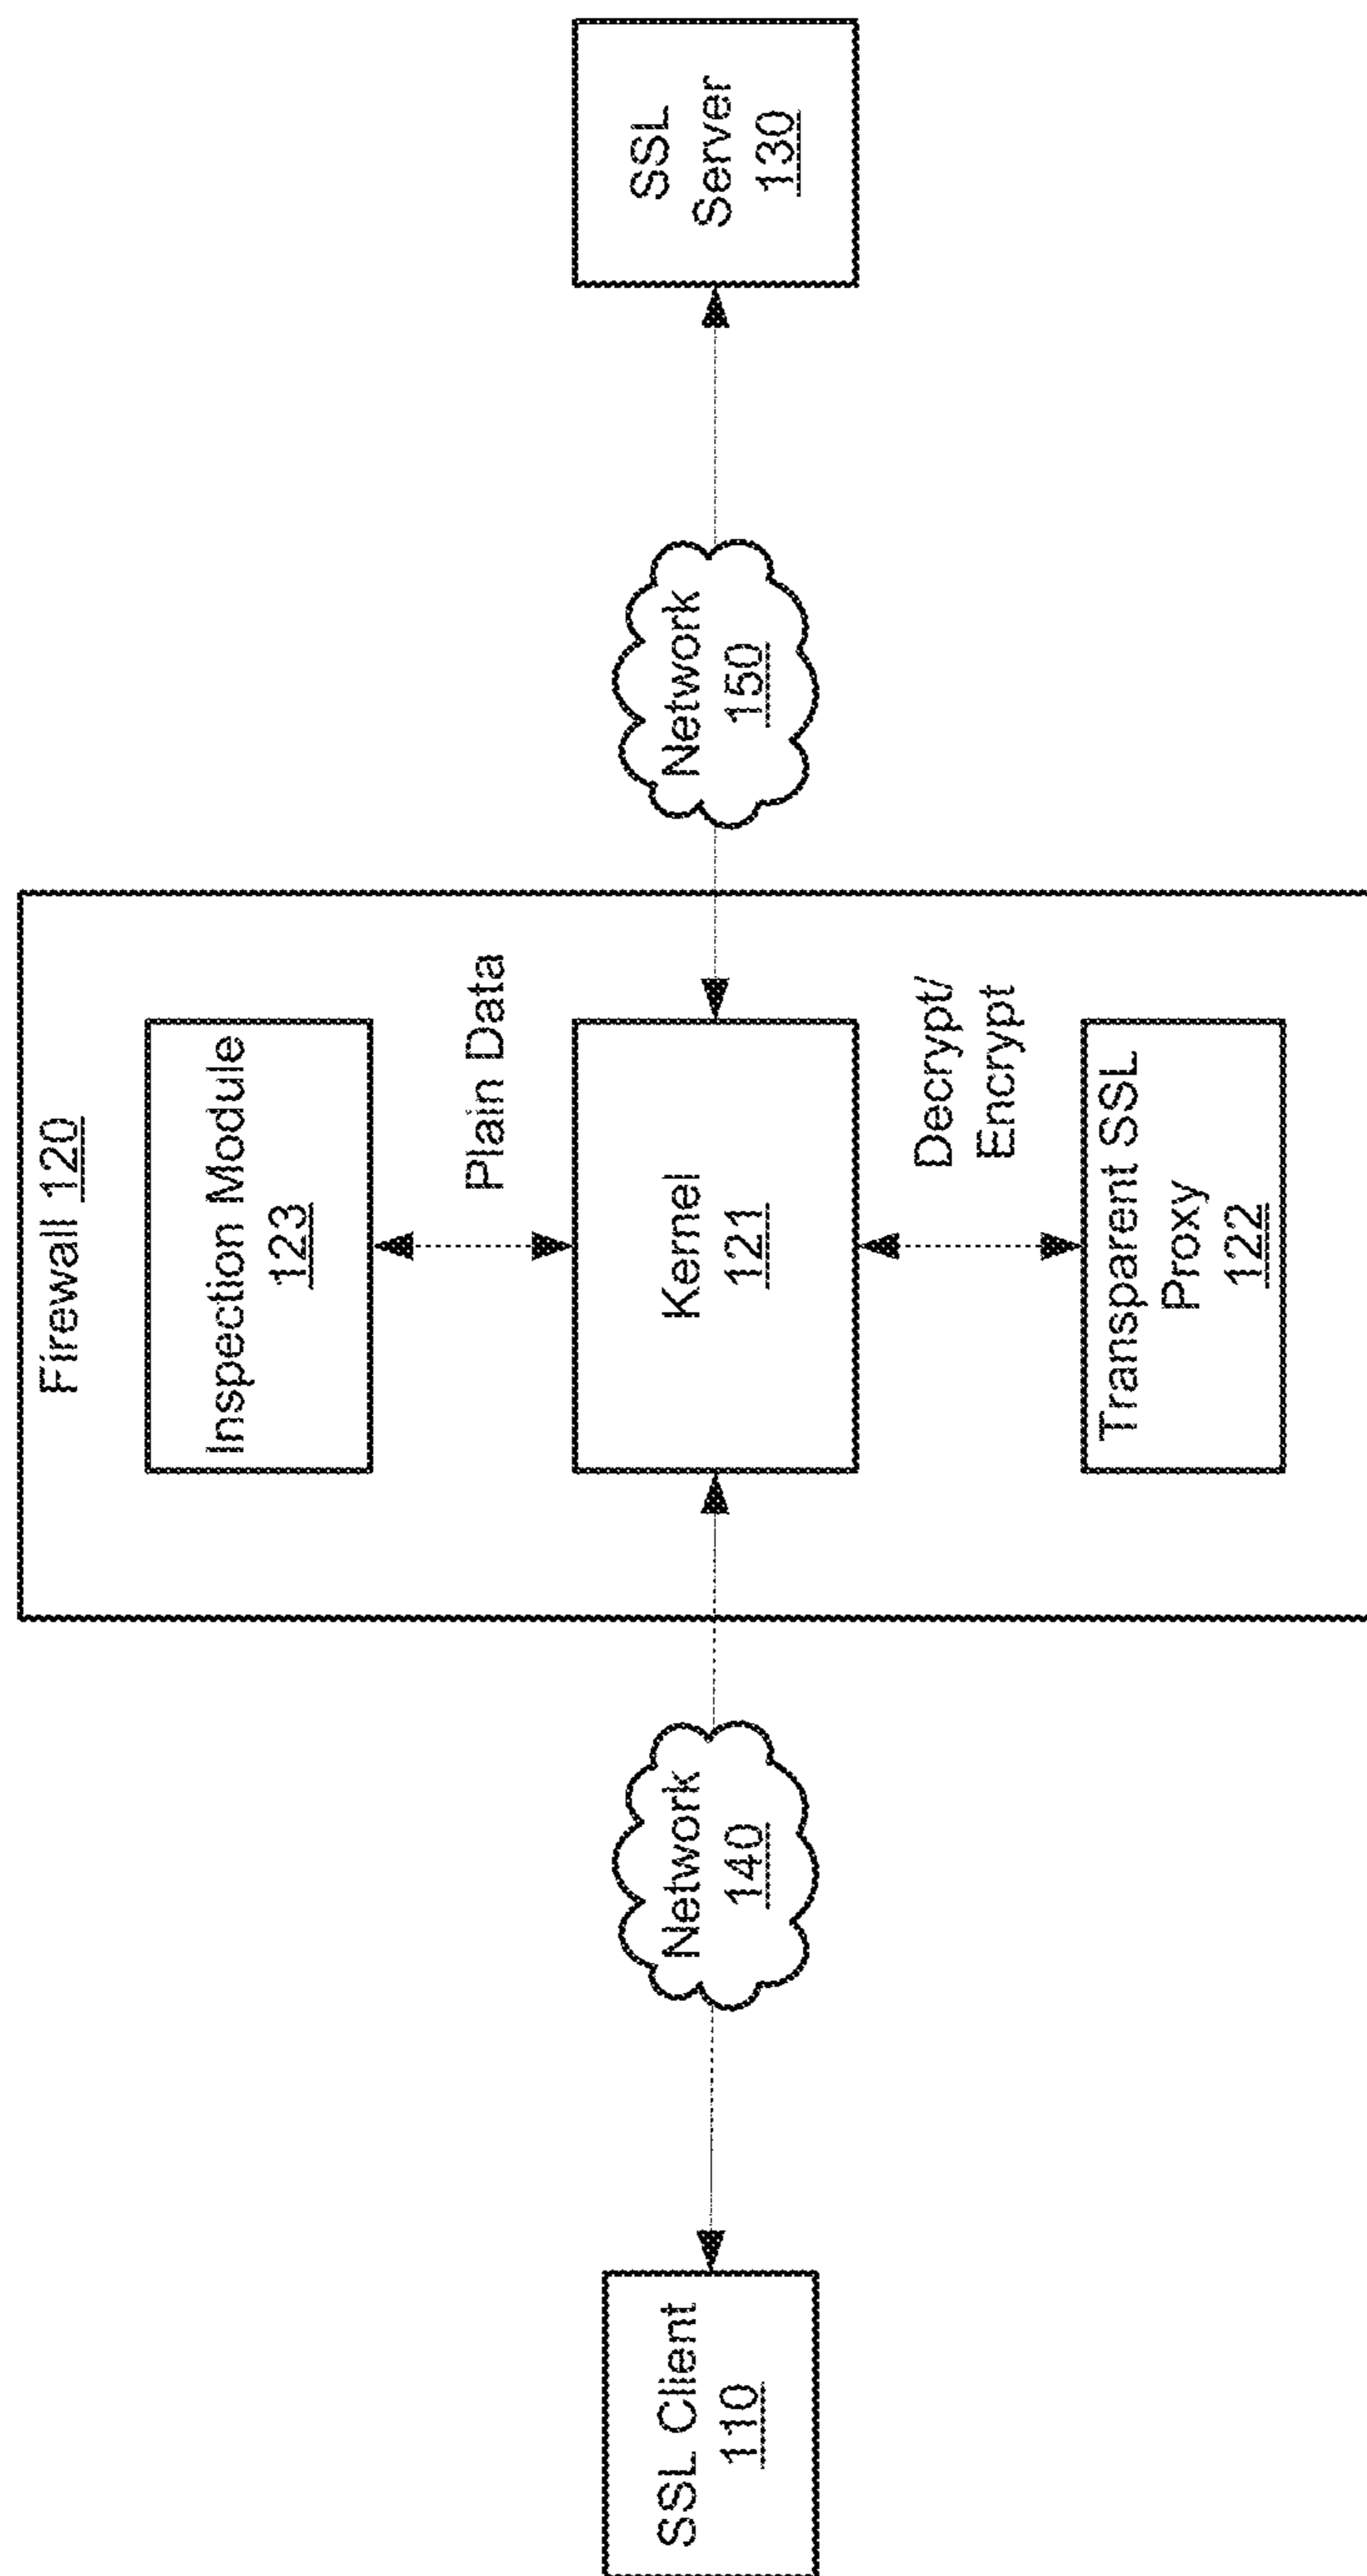 Firewall 120
Inspection Module
123
Plain Data
SSL Client
110
Network
140
Kernel
121
Network
150
SSL
Server
130
Decrypt/
Encrypt
Transparent SSL
Proxy
122